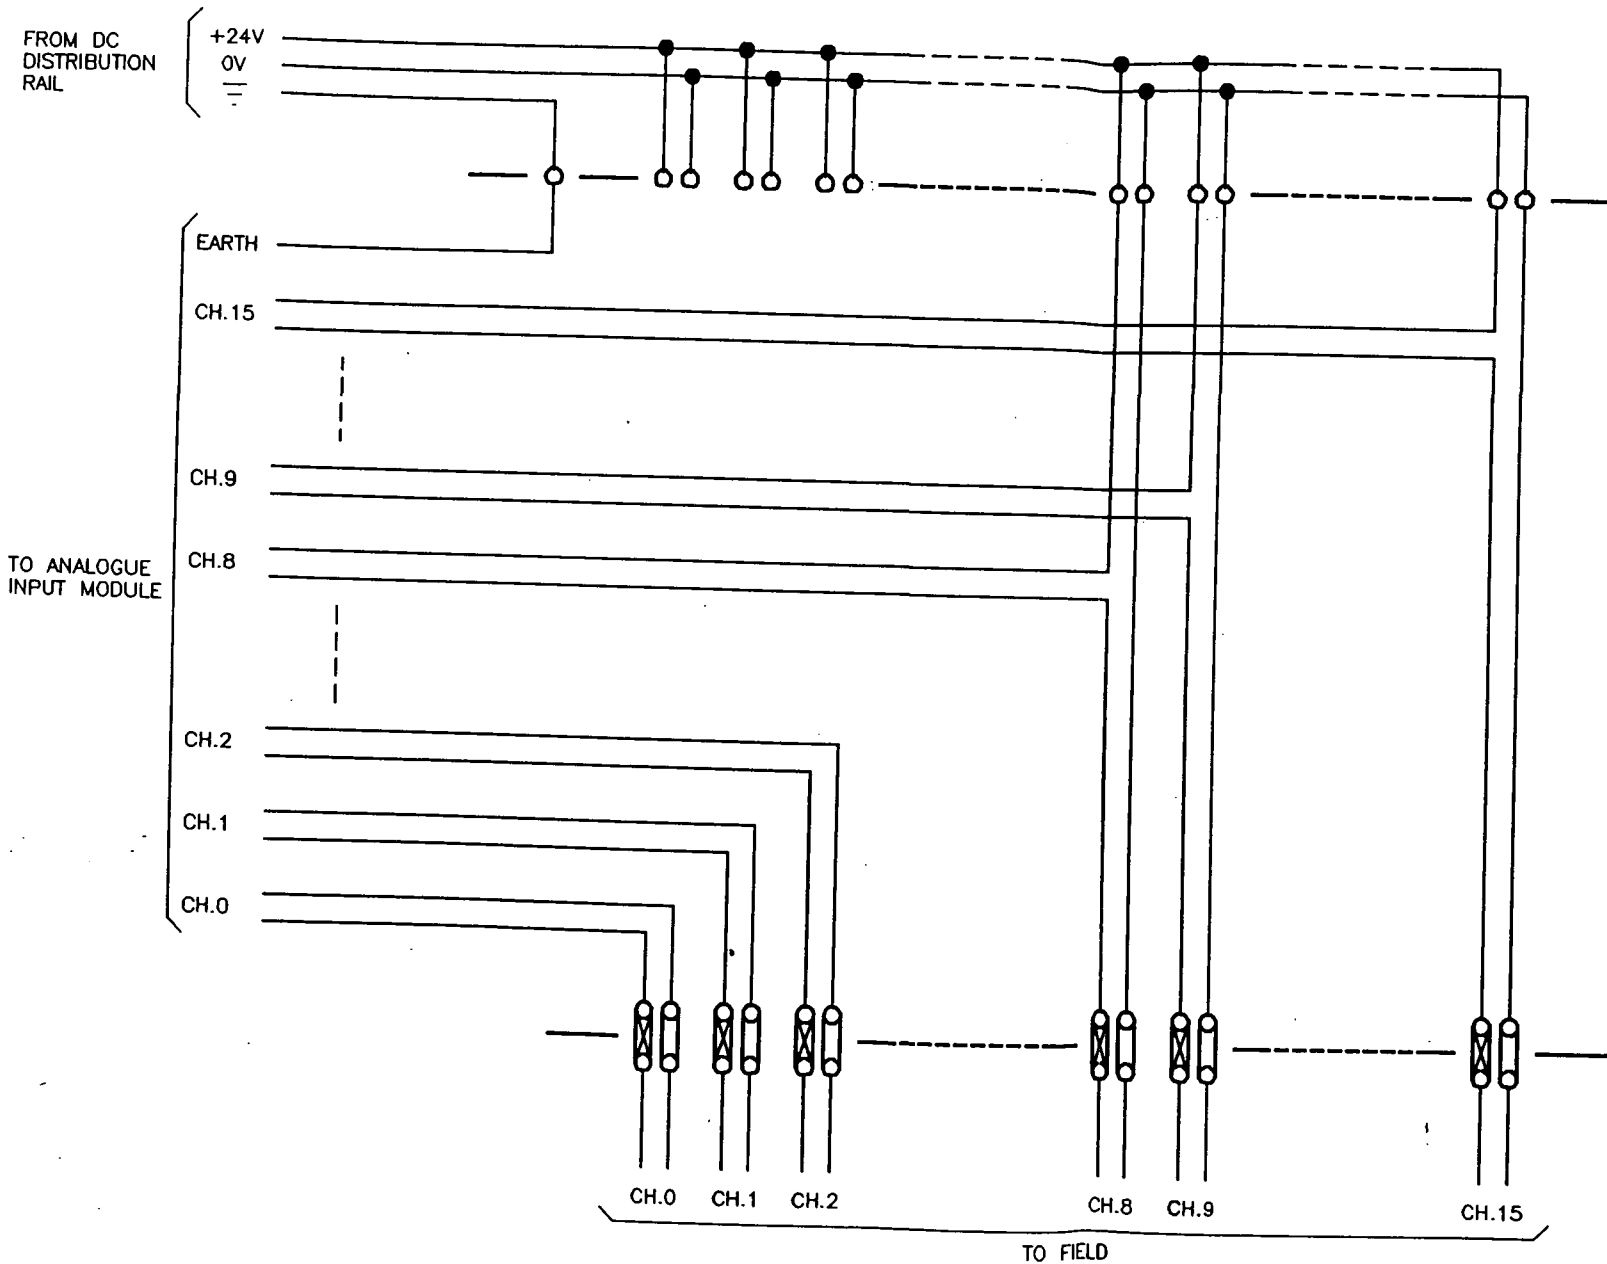 FROM DC
DISTRIBUTION
RAIL
+24V
0V
EARTH
CH.15
CH.9
CH.8
TO ANALOGUE
INPUT MODULE
CH.2
CH.1
CH.0
CH.0
CH.1
CH.2
CH.8
CH.9
CH.15
TO FIELD